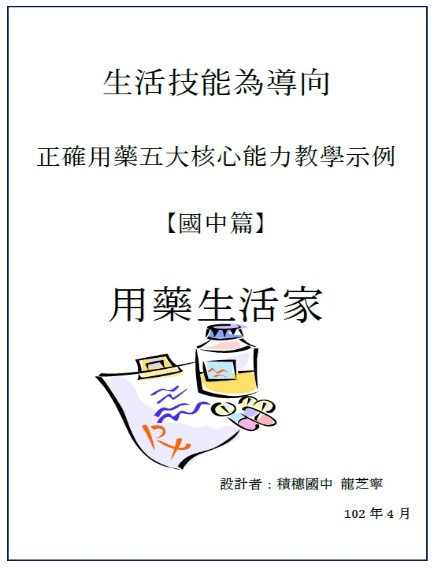 生活技能為導向
正確用藥五大核心能力教學示例
【國中篇】
用藥生活家
Rx
設計者：積穗國中 龍芝寧
102 年 4 月